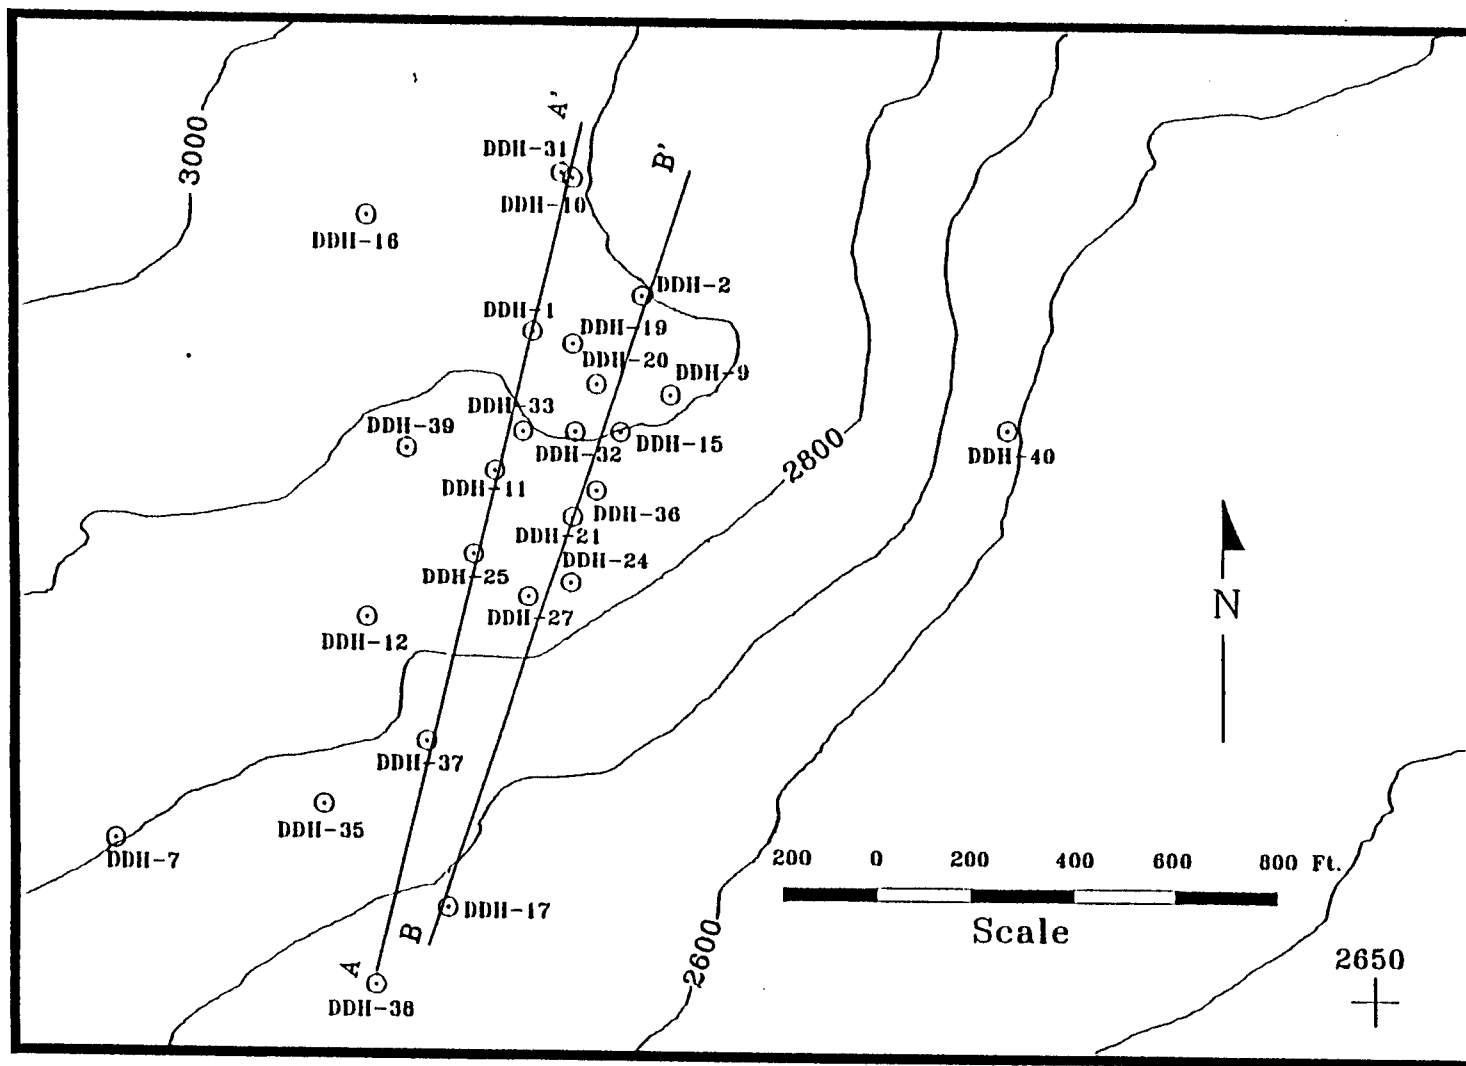 A'
3000
DDH-31
B'
DDH-10
DDH-16
DDH-2
DDH-1
DDH-19
DDH-20
DDH-9
DDH-33
DDH-39
DDH-32
DDH-15
2800
DDH-40
DDH-11
DDH-36
DDH-21
DDH-24
DDH-25
DDH-27
N
DDH-12
DDH-37
DDH-35
DDH-7
200 0 200 400 600 800 Ft.
DDH-17
Scale
B
2600
2650
A
DDH-38